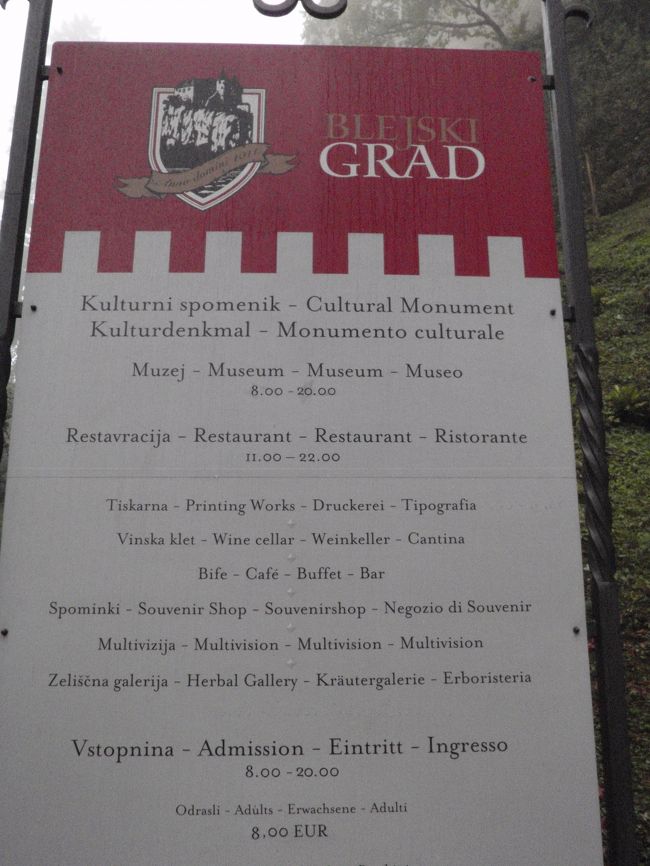 Anno domini 1011
BLEJSKI
GRAD
Kulturni spomenik - Cultural Monument
Kulturdenkmal - Monumento culturale
Muzej - Museum - Museum - Museo
8.00 - 20.00
Restavracija - Restaurant - Restaurant - Ristorante
11.00 – 22.00
Tiskarna - Printing Works - Druckerei - Tipografia
Vinska klet - Wine cellar - Weinkeller - Cantina
Bife - Café - Buffet - Bar
Spominki - Souvenir Shop - Souvenirshop - Negozio di Souvenir
Multivizija - Multivision - Multivision - Multivision
Zeliščna galerija - Herbal Gallery - Kräutergalerie - Erboristeria
Vstopnina - Admission - Eintritt - Ingresso
8.00 - 20.00
Odrasli - Adults - Erwachsene - Adulti
8,00 EUR